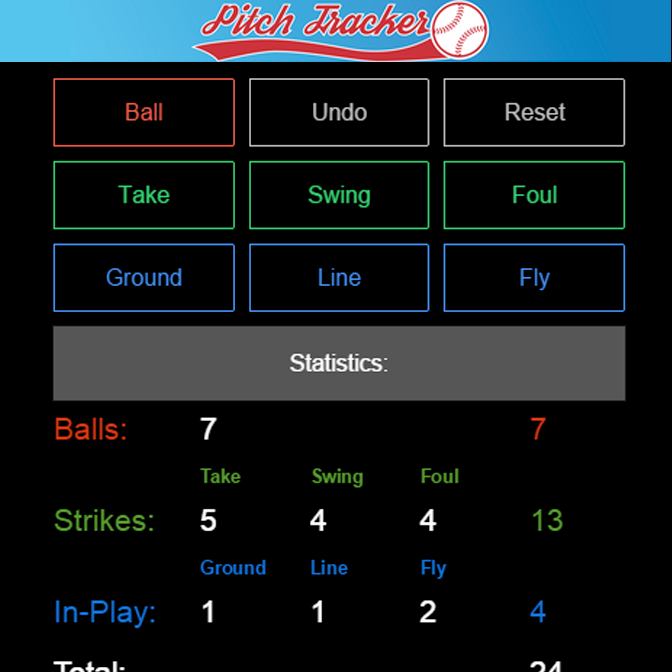 Pitch Tracker
Ball Undo Reset
Take Swing Foul
Ground Line Fly
Statistics:
Balls: 7 7
Take Swing Foul
Strikes: 5 4 4 13
Ground Line Fly
In-Play: 1 1 2 4
Total: 24